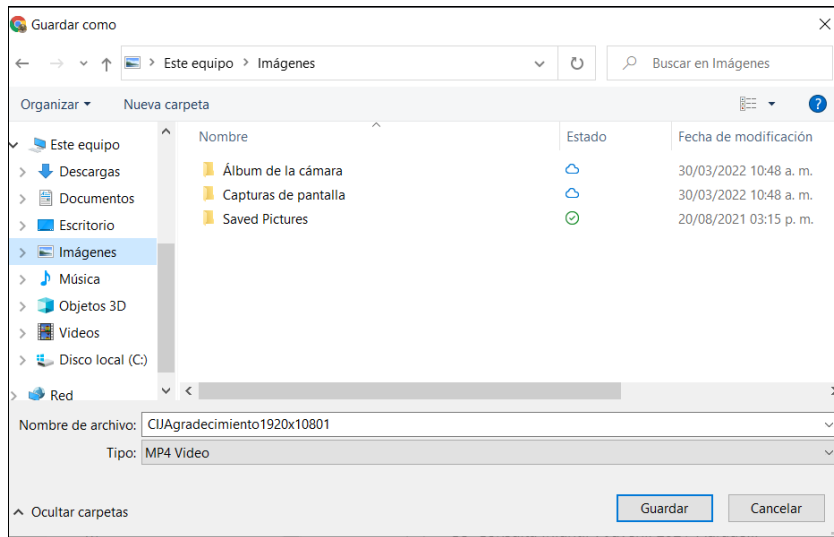 Guardar como
Este equipo > Imágenes
Buscar en Imágenes
Organizar
Nueva carpeta
Este equipo
Descargas
Documentos
Escritorio
Imágenes
Música
Objetos 3D
Videos
Disco local (C:)
Red
Nombre Estado Fecha de modificación
Álbum de la cámara 30/03/2022 10:48 a. m.
Capturas de pantalla 30/03/2022 10:48 a. m.
Saved Pictures 20/08/2021 03:15 p. m.
Nombre de archivo: CIJAgradecimiento1920x10801
Tipo: MP4 Video
Ocultar carpetas
Guardar
Cancelar